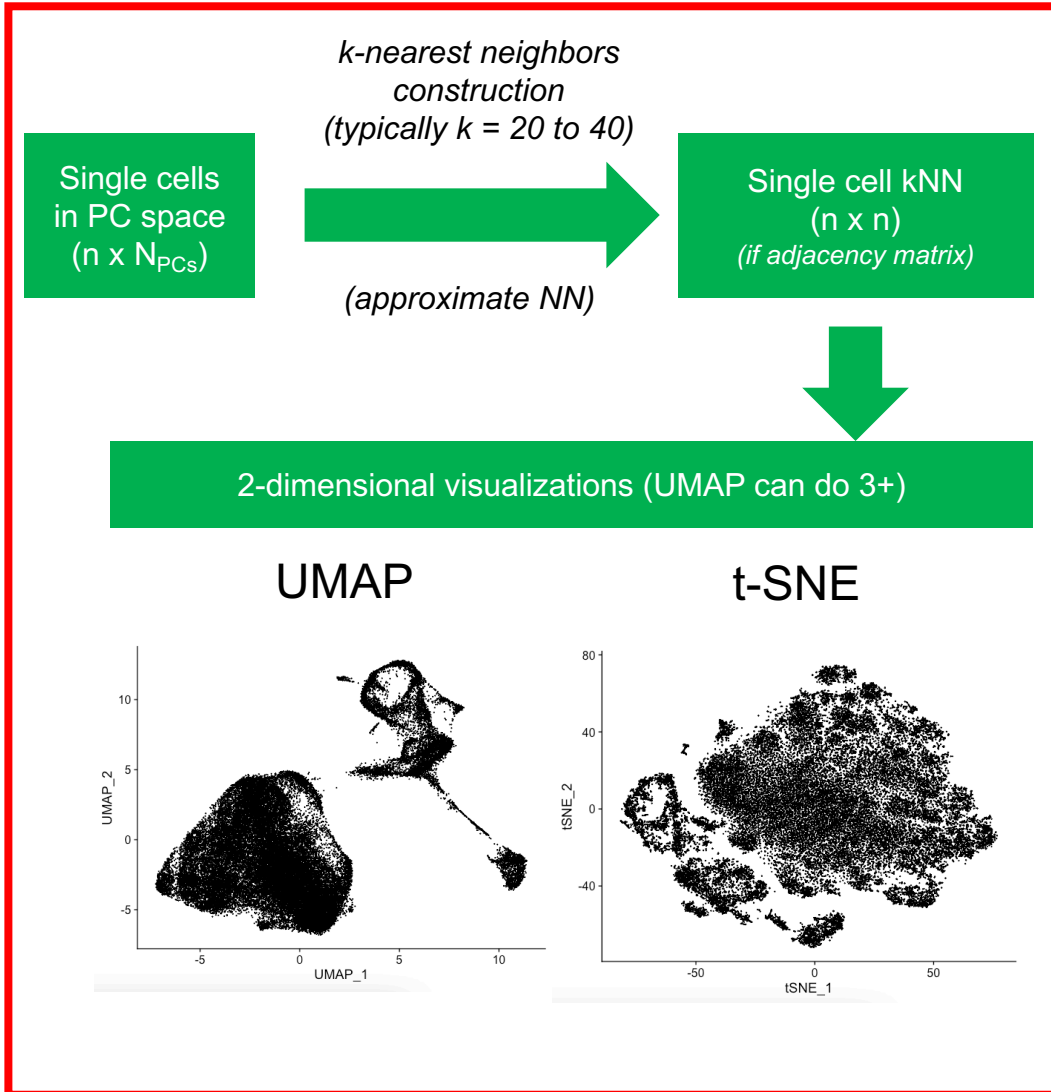 k-nearest neighbors
construction
(typically k = 20 to 40)
Single cells
in PC space
(n x N_PCs)
Single cell kNN
(n x n)
(if adjacency matrix)
(approximate NN)
2-dimensional visualizations (UMAP can do 3+)
UMAP
t-SNE
10
5
0
-5
UMAP_2
-5
0
5
10
UMAP_1
80
40
0
-40
tSNE_2
-50
0
50
tSNE_1